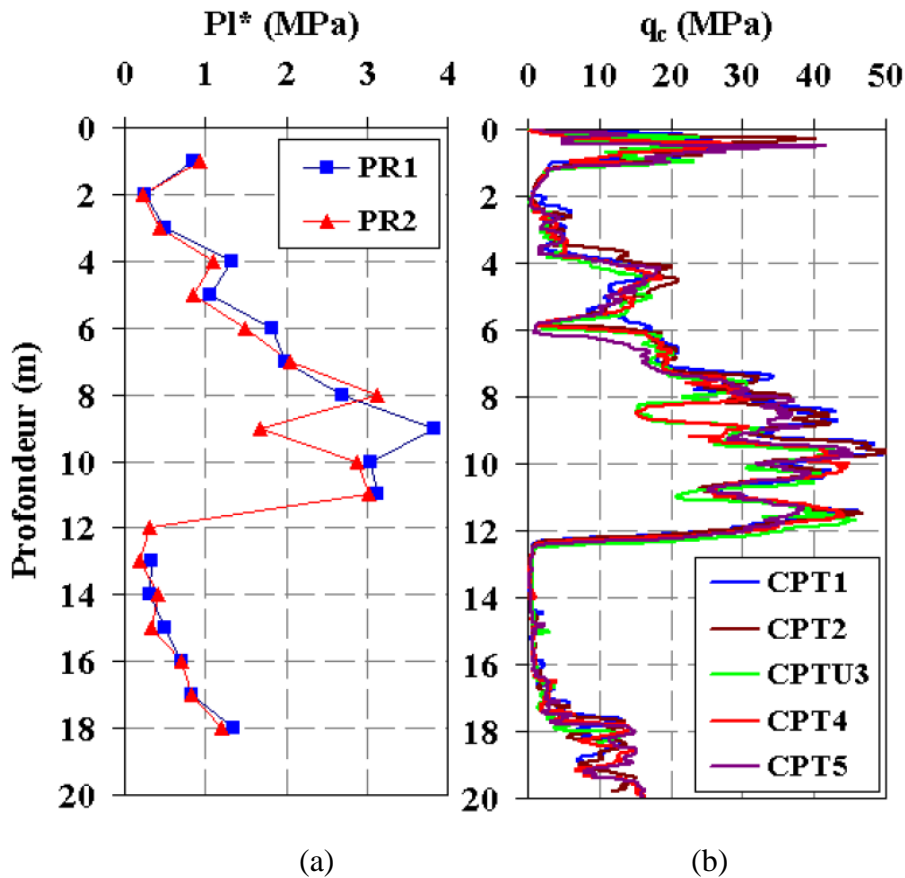 Pl* (MPa)
0 1 2 3 4
0
2
4
6
8
10
12
14
16
18
20
Profondeur (m)
PR1
PR2
(a)
q_c (MPa)
0 10 20 30 40 50
0
2
4
6
8
10
12
14
16
18
20
CPT1
CPT2
CPTU3
CPT4
CPT5
(b)